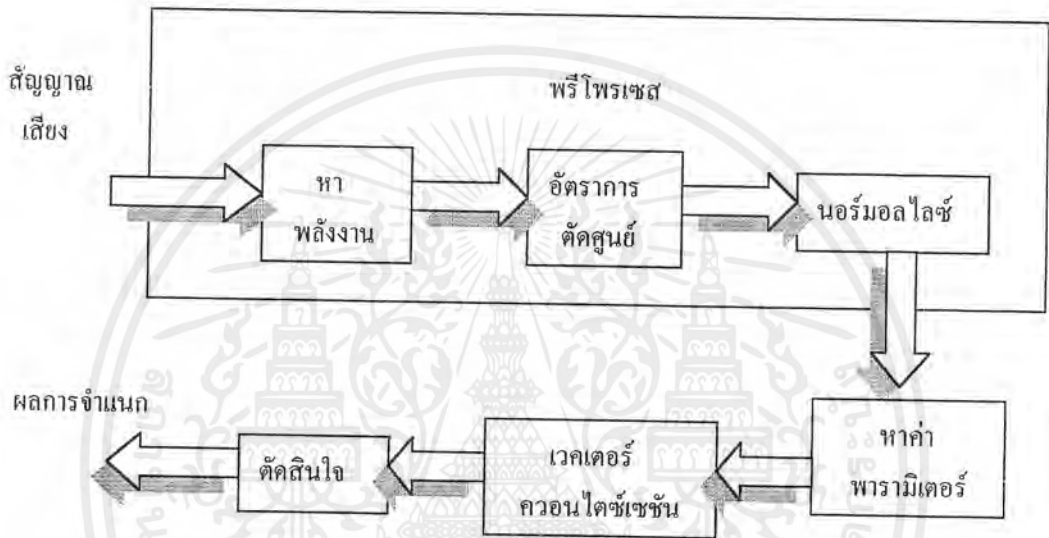 สัญญาณ
เสียง
พรีโพรเซส
หา
พลังงาน
อัตราการ
ตัดศูนย์
นอร์มอลไลซ์
หาค่า
พารามิเตอร์
เวคเตอร์
ควอนไตซ์เซชัน
ตัดสินใจ
ผลการจำแนก